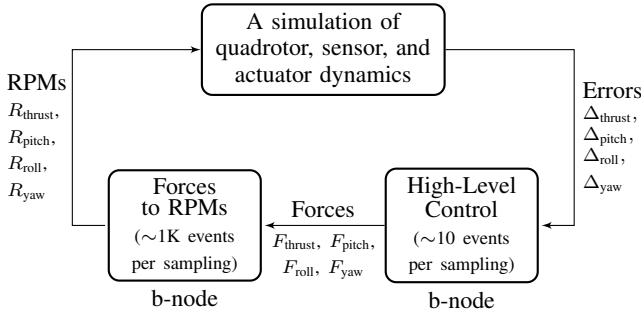 A simulation of
quadrotor, sensor, and
actuator dynamics
RPMs
R_thrust,
R_pitch,
R_roll,
R_yaw
Errors
Δ_thrust,
Δ_pitch,
Δ_roll,
Δ_yaw
Forces
to RPMs
(∼1K events
per sampling)
b-node
Forces
F_thrust, F_pitch,
F_roll, F_yaw
High-Level
Control
(∼10 events
per sampling)
b-node